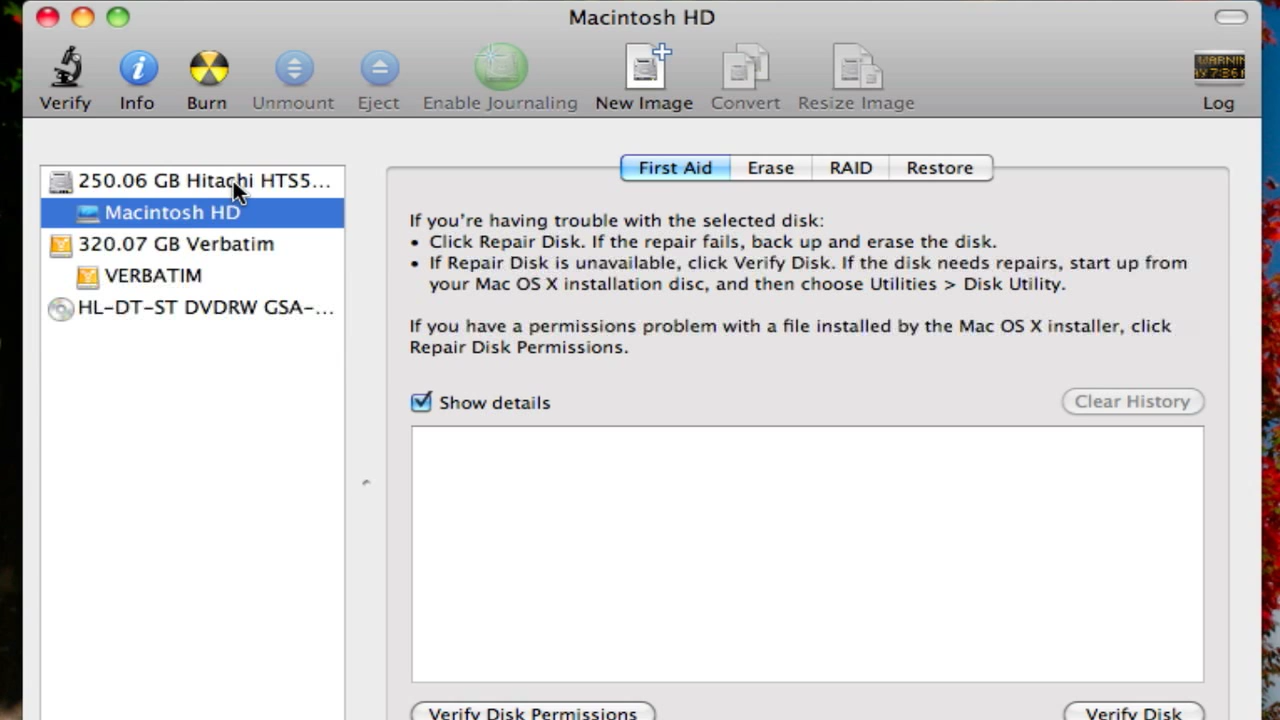 Macintosh HD
Verify Info Burn Unmount Eject Enable Journaling New Image Convert Resize Image Log
WARNIN
First Aid Erase RAID Restore
250.06 GB Hitachi HTS5...
Macintosh HD
320.07 GB Verbatim
VERBATIM
HL-DT-ST DVDRW GSA-...
If you're having trouble with the selected disk:
• Click Repair Disk. If the repair fails, back up and erase the disk.
• If Repair Disk is unavailable, click Verify Disk. If the disk needs repairs, start up from
your Mac OS X installation disc, and then choose Utilities > Disk Utility.
If you have a permissions problem with a file installed by the Mac OS X installer, click
Repair Disk Permissions.
Show details
Clear History
Verify Disk Permissions
Verify Disk